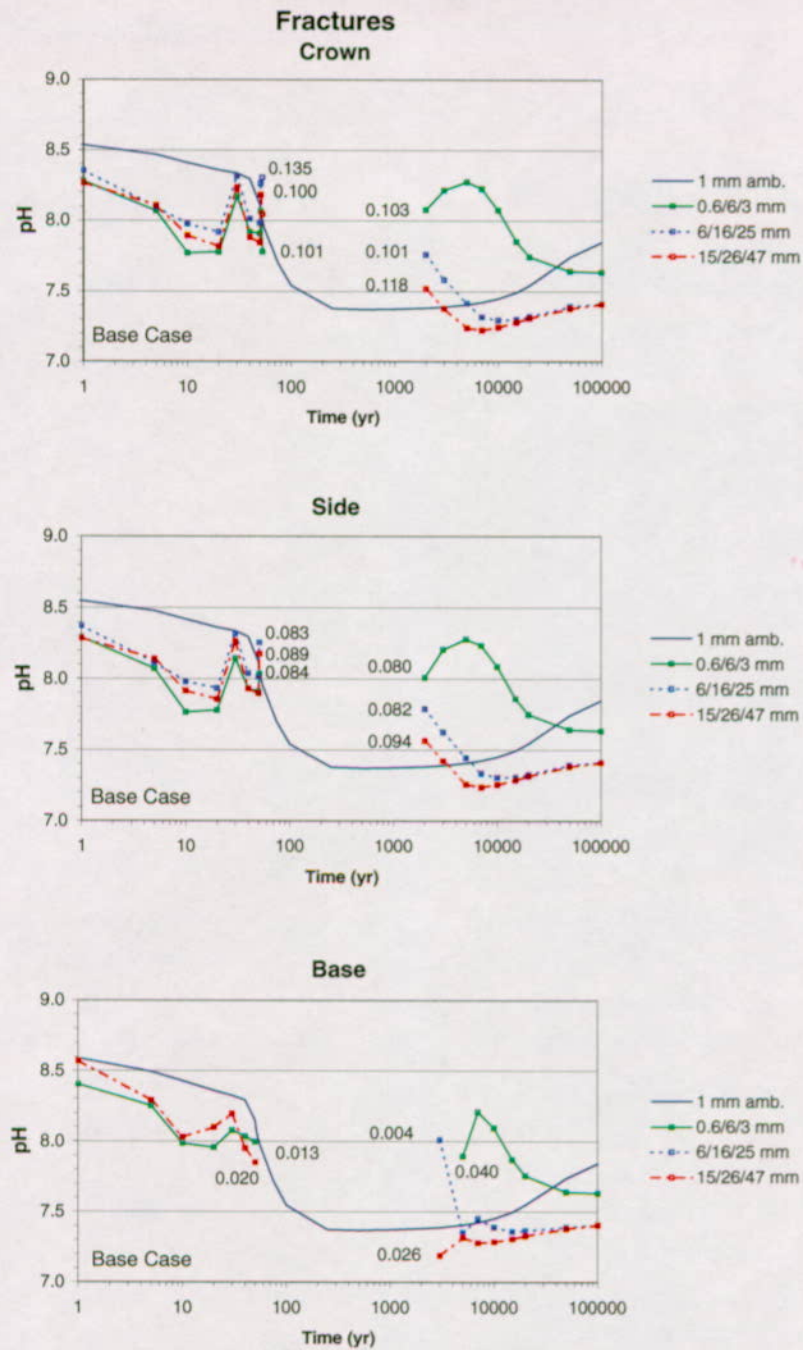 Fractures
Crown
9.0
8.5
8.0
7.5
7.0
pH
0.135
0.100
0.101
0.103
0.101
0.118
Base Case
1 10 100 1000 10000 100000
Time (yr)
1 mm amb.
0.6/6/3 mm
6/16/25 mm
15/26/47 mm
Side
9.0
8.5
8.0
7.5
7.0
pH
0.083
0.089
0.084
0.080
0.082
0.094
Base Case
1 10 100 1000 10000 100000
Time (yr)
1 mm amb.
0.6/6/3 mm
6/16/25 mm
15/26/47 mm
Base
9.0
8.5
8.0
7.5
7.0
pH
0.013
0.020
0.004
0.040
0.026
Base Case
1 10 100 1000 10000 100000
Time (yr)
1 mm amb.
0.6/6/3 mm
6/16/25 mm
15/26/47 mm